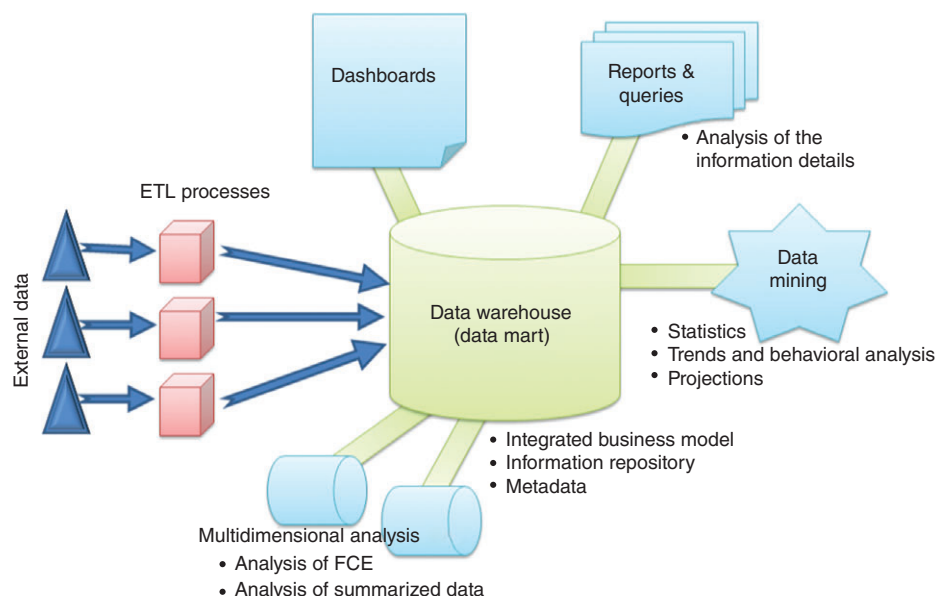 Dashboards
Reports &
queries
• Analysis of the
information details
ETL processes
External data
Data warehouse
(data mart)
Data
mining
• Statistics
• Trends and behavioral analysis
• Projections
• Integrated business model
• Information repository
• Metadata
Multidimensional analysis
• Analysis of FCE
• Analysis of summarized data